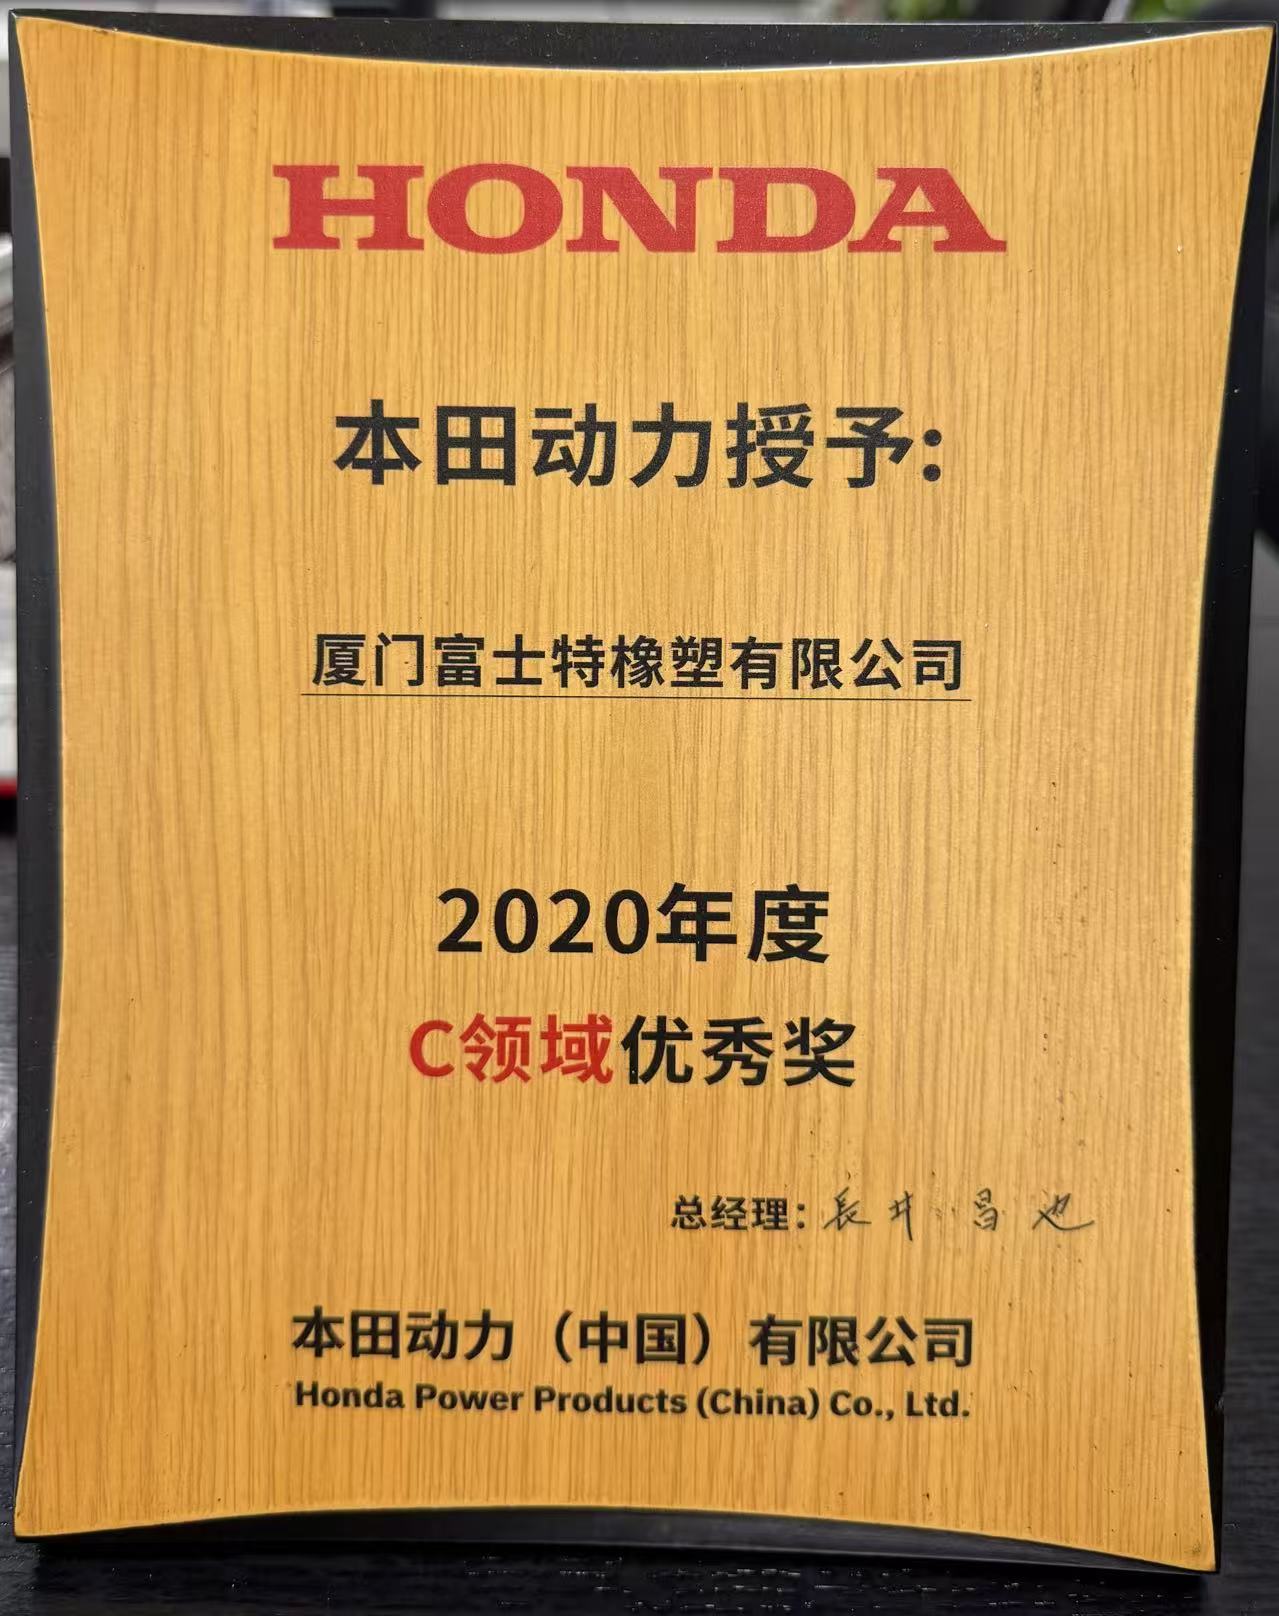 HONDA
本田动力授予:
厦门富士特橡塑有限公司
2020年度
C领域优秀奖
总经理: 長井 昌也
本田动力（中国）有限公司
Honda Power Products (China) Co., Ltd.